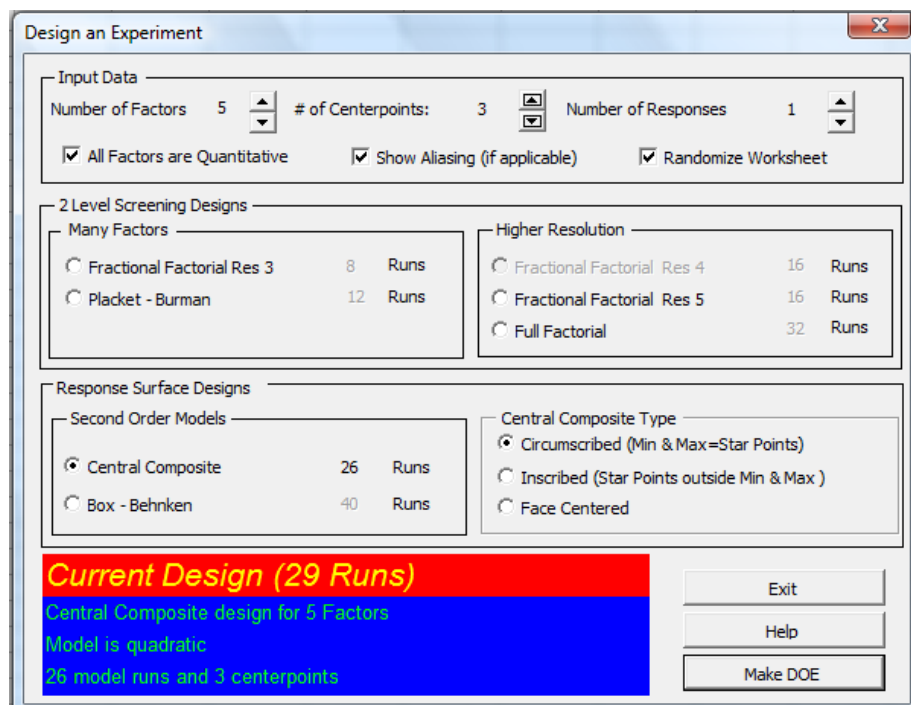 Design an Experiment
Input Data
Number of Factors 5 # of Centerpoints: 3 Number of Responses 1
All Factors are Quantitative Show Aliasing (if applicable) Randomize Worksheet
2 Level Screening Designs
Many Factors
Fractional Factorial Res 3 8 Runs
Placket - Burman 12 Runs
Higher Resolution
Fractional Factorial Res 4 16 Runs
Fractional Factorial Res 5 16 Runs
Full Factorial 32 Runs
Response Surface Designs
Second Order Models
Central Composite 26 Runs
Box - Behnken 40 Runs
Central Composite Type
Circumscribed (Min & Max=Star Points)
Inscribed (Star Points outside Min & Max )
Face Centered
Current Design (29 Runs)
Central Composite design for 5 Factors
Model is quadratic
26 model runs and 3 centerpoints
Exit
Help
Make DOE